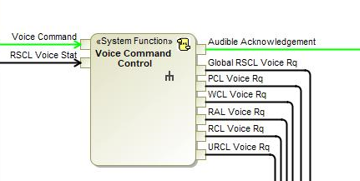 Voice Command
RSCL Voice Stat
«System Function»
Voice Command
Control
Audible Acknowledgement
Global RSCL Voice Rq
PCL Voice Rq
WCL Voice Rq
RAL Voice Rq
RCL Voice Rq
URCL Voice Rq